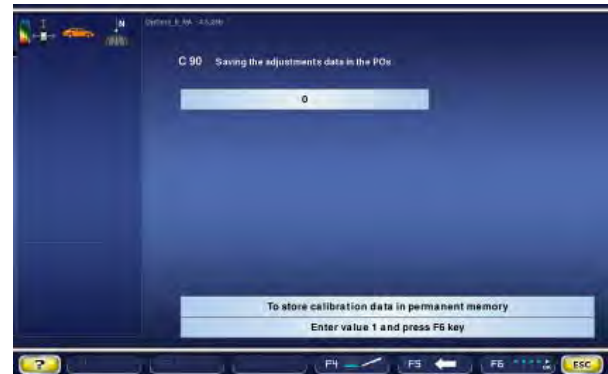 N
C 90 Saving the adjustments data in the POs
0
To store calibration data in permanent memory
Enter value 1 and press F6 key
? F4 F5 F6 ESC